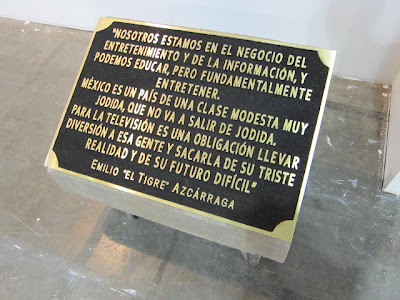 "NOSOTROS ESTAMOS EN EL NEGOCIO DEL
ENTRETENIMIENTO Y DE LA INFORMACIÓN, Y
PODEMOS EDUCAR, PERO FUNDAMENTALMENTE
ENTRETENER.
MÉXICO ES UN PAÍS DE UNA CLASE MODESTA MUY
JODIDA, QUE NO VA A SALIR DE JODIDA.
PARA LA TELEVISIÓN ES UNA OBLIGACIÓN LLEVAR
DIVERSIÓN A ESA GENTE Y SACARLA DE SU TRISTE
REALIDAD Y DE SU FUTURO DIFÍCIL"
EMILIO "EL TIGRE" AZCÁRRAGA